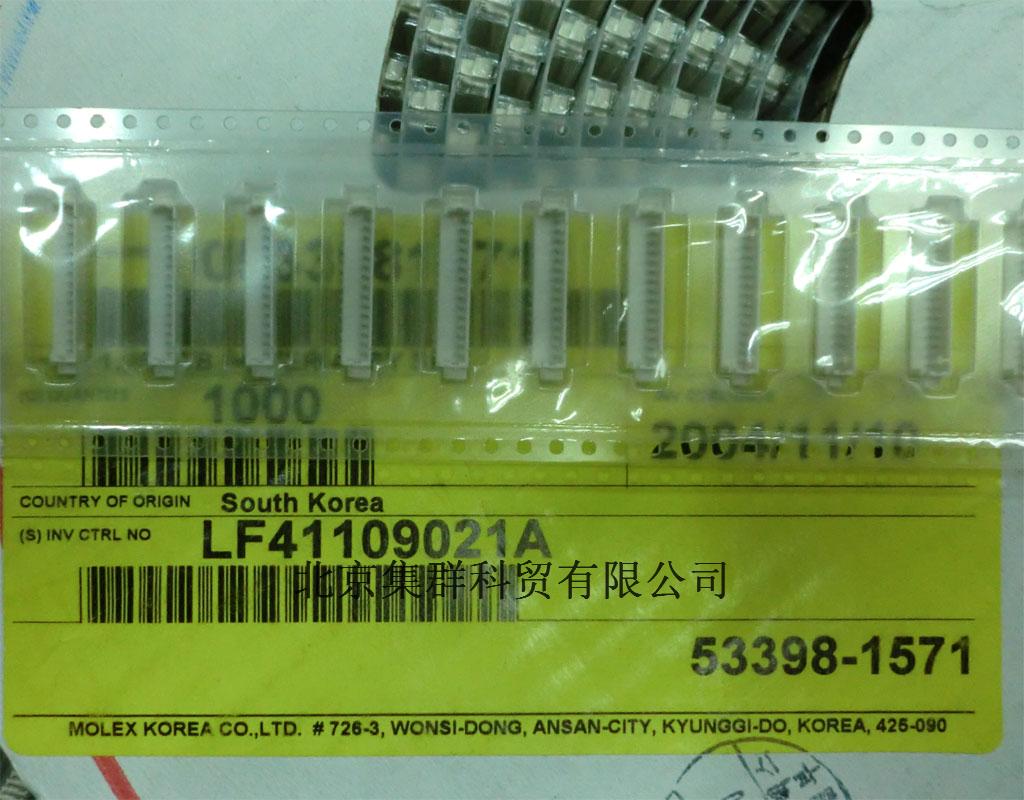 1000
2004/11/10
COUNTRY OF ORIGIN South Korea
(S) INV CTRL NO LF41109021A
北京集群科贸有限公司
53398-1571
MOLEX KOREA CO.,LTD. # 726-3, WONSI-DONG, ANSAN-CITY, KYUNGGI-DO, KOREA, 425-090